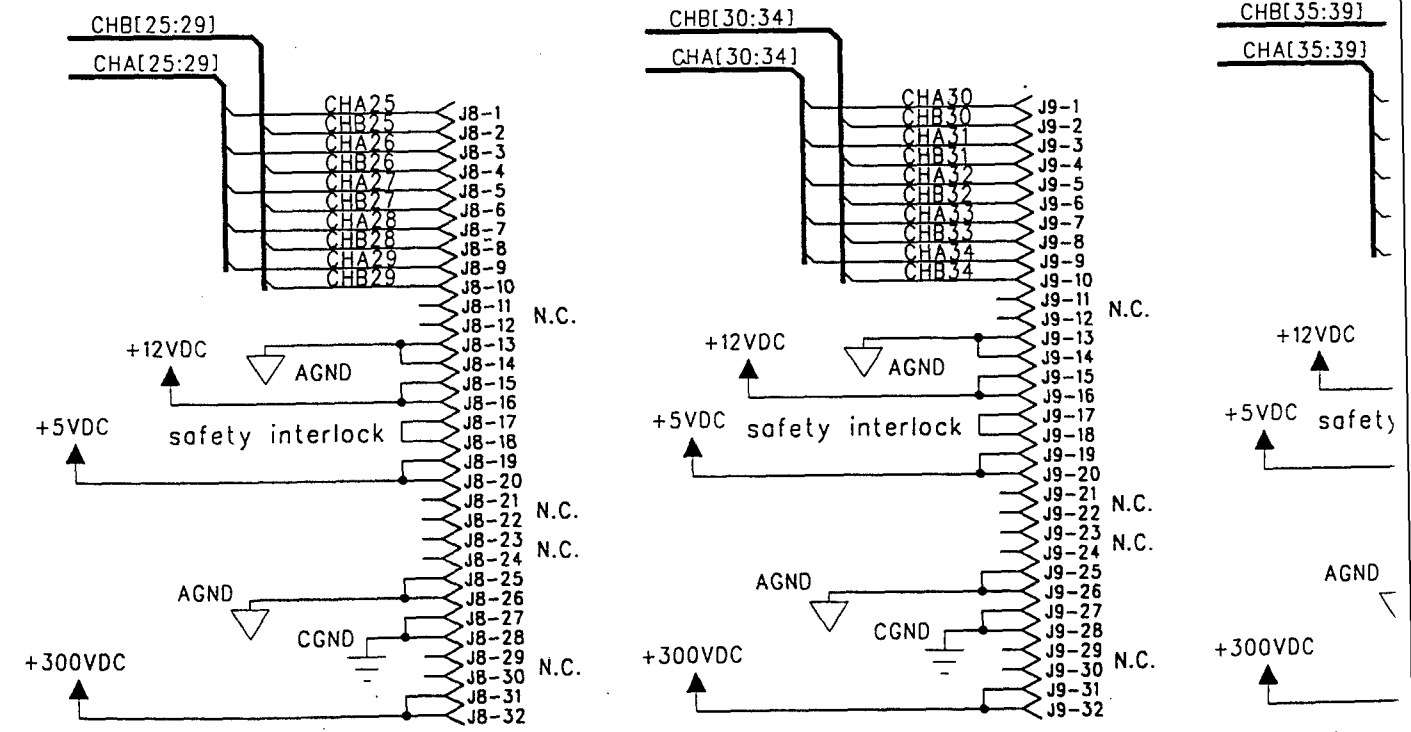 CHB[25:29]
CHA[25:29]
CHA25
CHB25
CHA26
CHB26
CHA27
CHB27
CHA28
CHB28
CHA29
CHB29
J8-1
J8-2
J8-3
J8-4
J8-5
J8-6
J8-7
J8-8
J8-9
J8-10
J8-11
J8-12
N.C.
J8-13
J8-14
J8-15
J8-16
J8-17
J8-18
J8-19
J8-20
J8-21
J8-22
N.C.
J8-23
J8-24
N.C.
J8-25
J8-26
J8-27
J8-28
J8-29
J8-30
N.C.
J8-31
J8-32
+12VDC
AGND
+5VDC
safety interlock
AGND
CGND
+300VDC
CHB[30:34]
CHA[30:34]
CHA30
CHB30
CHA31
CHB31
CHA32
CHB32
CHA33
CHB33
CHA34
CHB34
J9-1
J9-2
J9-3
J9-4
J9-5
J9-6
J9-7
J9-8
J9-9
J9-10
J9-11
J9-12
N.C.
J9-13
J9-14
J9-15
J9-16
J9-17
J9-18
J9-19
J9-20
J9-21
J9-22
N.C.
J9-23
J9-24
N.C.
J9-25
J9-26
J9-27
J9-28
J9-29
J9-30
N.C.
J9-31
J9-32
+12VDC
AGND
+5VDC
safety interlock
AGND
CGND
+300VDC
CHB[35:39]
CHA[35:39]
+12VDC
+5VDC
safety
AGND
+300VDC